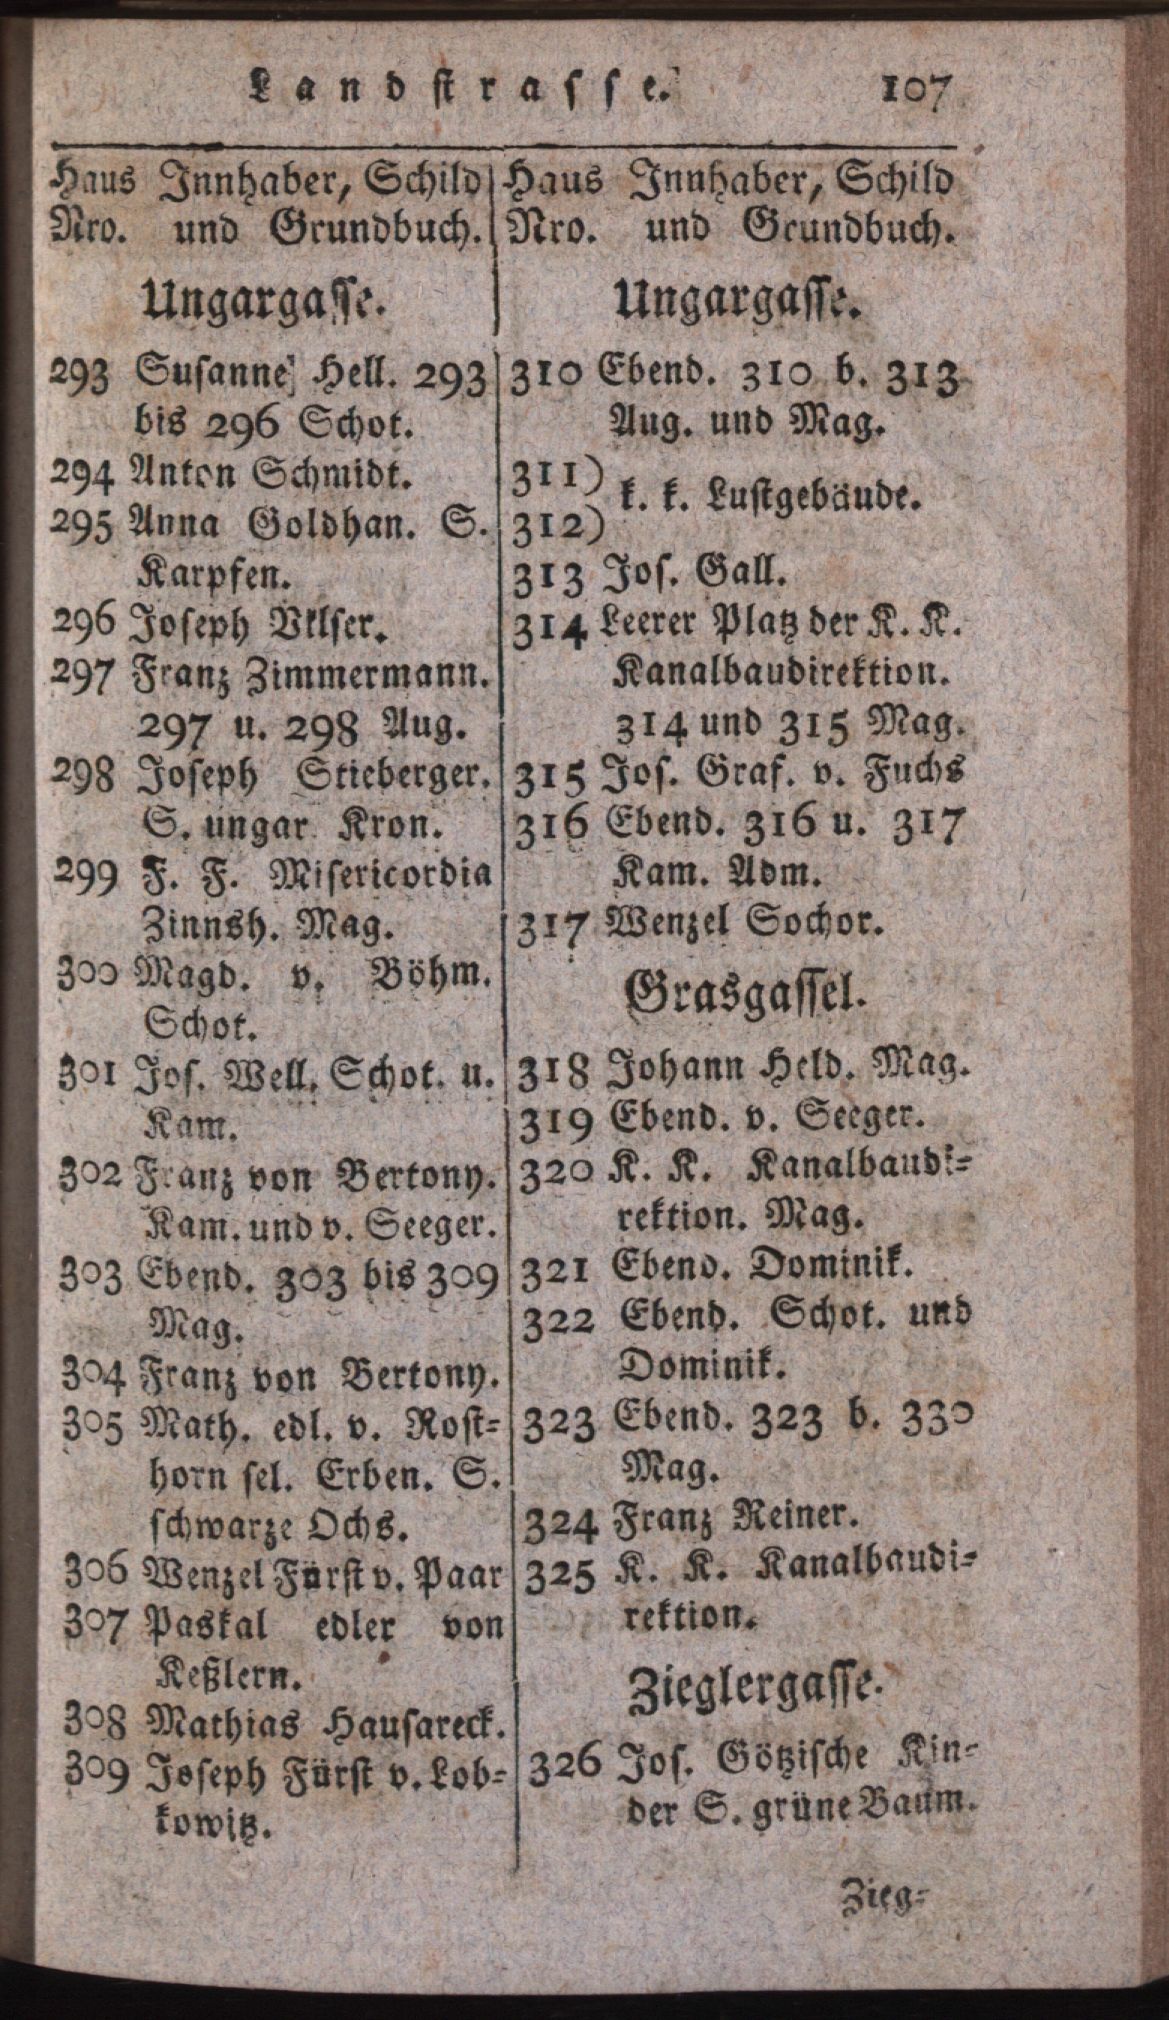 Landstrasse. 107
Haus Innhaber, Schild
Nro. und Grundbuch.
Ungargasse.
293 Susanne Hell. 293
bis 296 Schot.
294 Anton Schmidt.
295 Anna Goldhan. S.
Karpfen.
296 Joseph Vklser.
297 Franz Zimmermann.
297 u. 298 Aug.
298 Joseph Stieberger.
S. ungar Kron.
299 F. F. Misericordia
Zinnsh. Mag.
300 Magd. v. Böhm.
Schot.
301 Jos. Well. Schot. u.
Kam.
302 Franz von Bertony.
Kam. und v. Seeger.
303 Ebend. 303 bis 309
Mag.
304 Franz von Bertony.
305 Math. edl. v. Rost-
horn sel. Erben. S.
schwarze Ochs.
306 Wenzel Fürst v. Paar
307 Paskal edler von
Keßlern.
308 Mathias Hausareck.
309 Joseph Fürst v. Lob-
kowitz.
Haus Innhaber, Schild
Nro. und Grundbuch.
Ungargasse.
310 Ebend. 310 b. 313
Aug. und Mag.
311)
k. k. Lustgebäude.
312)
313 Jos. Gall.
314 Leerer Platz der K. K.
Kanalbaudirektion.
314 und 315 Mag.
315 Jos. Graf. v. Fuchs
316 Ebend. 316 u. 317
Kam. Adm.
317 Wenzel Sochor.
Grasgassel.
318 Johann Held. Mag.
319 Ebend. v. Seeger.
320 K. K. Kanalbaudi-
rektion. Mag.
321 Ebend. Dominik.
322 Ebend. Schot. und
Dominik.
323 Ebend. 323 b. 330
Mag.
324 Franz Reiner.
325 K. K. Kanalbaudi-
rektion.
Zieglergasse.
326 Jos. Götzische Kin-
der S. grüne Baum.
Zieg-